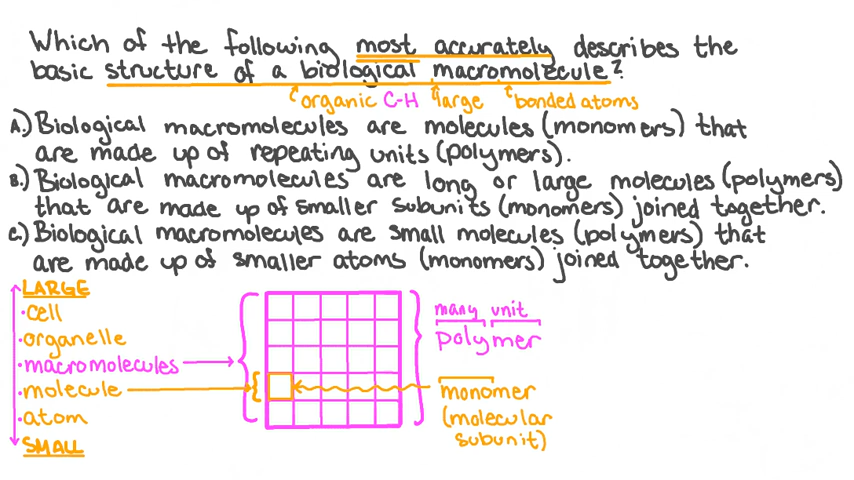 Which of the following most accurately describes the
basic structure of a biological macromolecule?
organic C-H large bonded atoms
A.) Biological macromolecules are molecules (monomers) that
are made up of repeating units (polymers).
B.) Biological macromolecules are long or large molecules (polymers)
that are made up of smaller subunits (monomers) joined together.
C.) Biological macromolecules are small molecules (polymers) that
are made up of smaller atoms (monomers) joined together.
LARGE
•cell
•organelle
•macromolecules
•molecule
•atom
SMALL
many unit
polymer
monomer
(molecular
subunit)